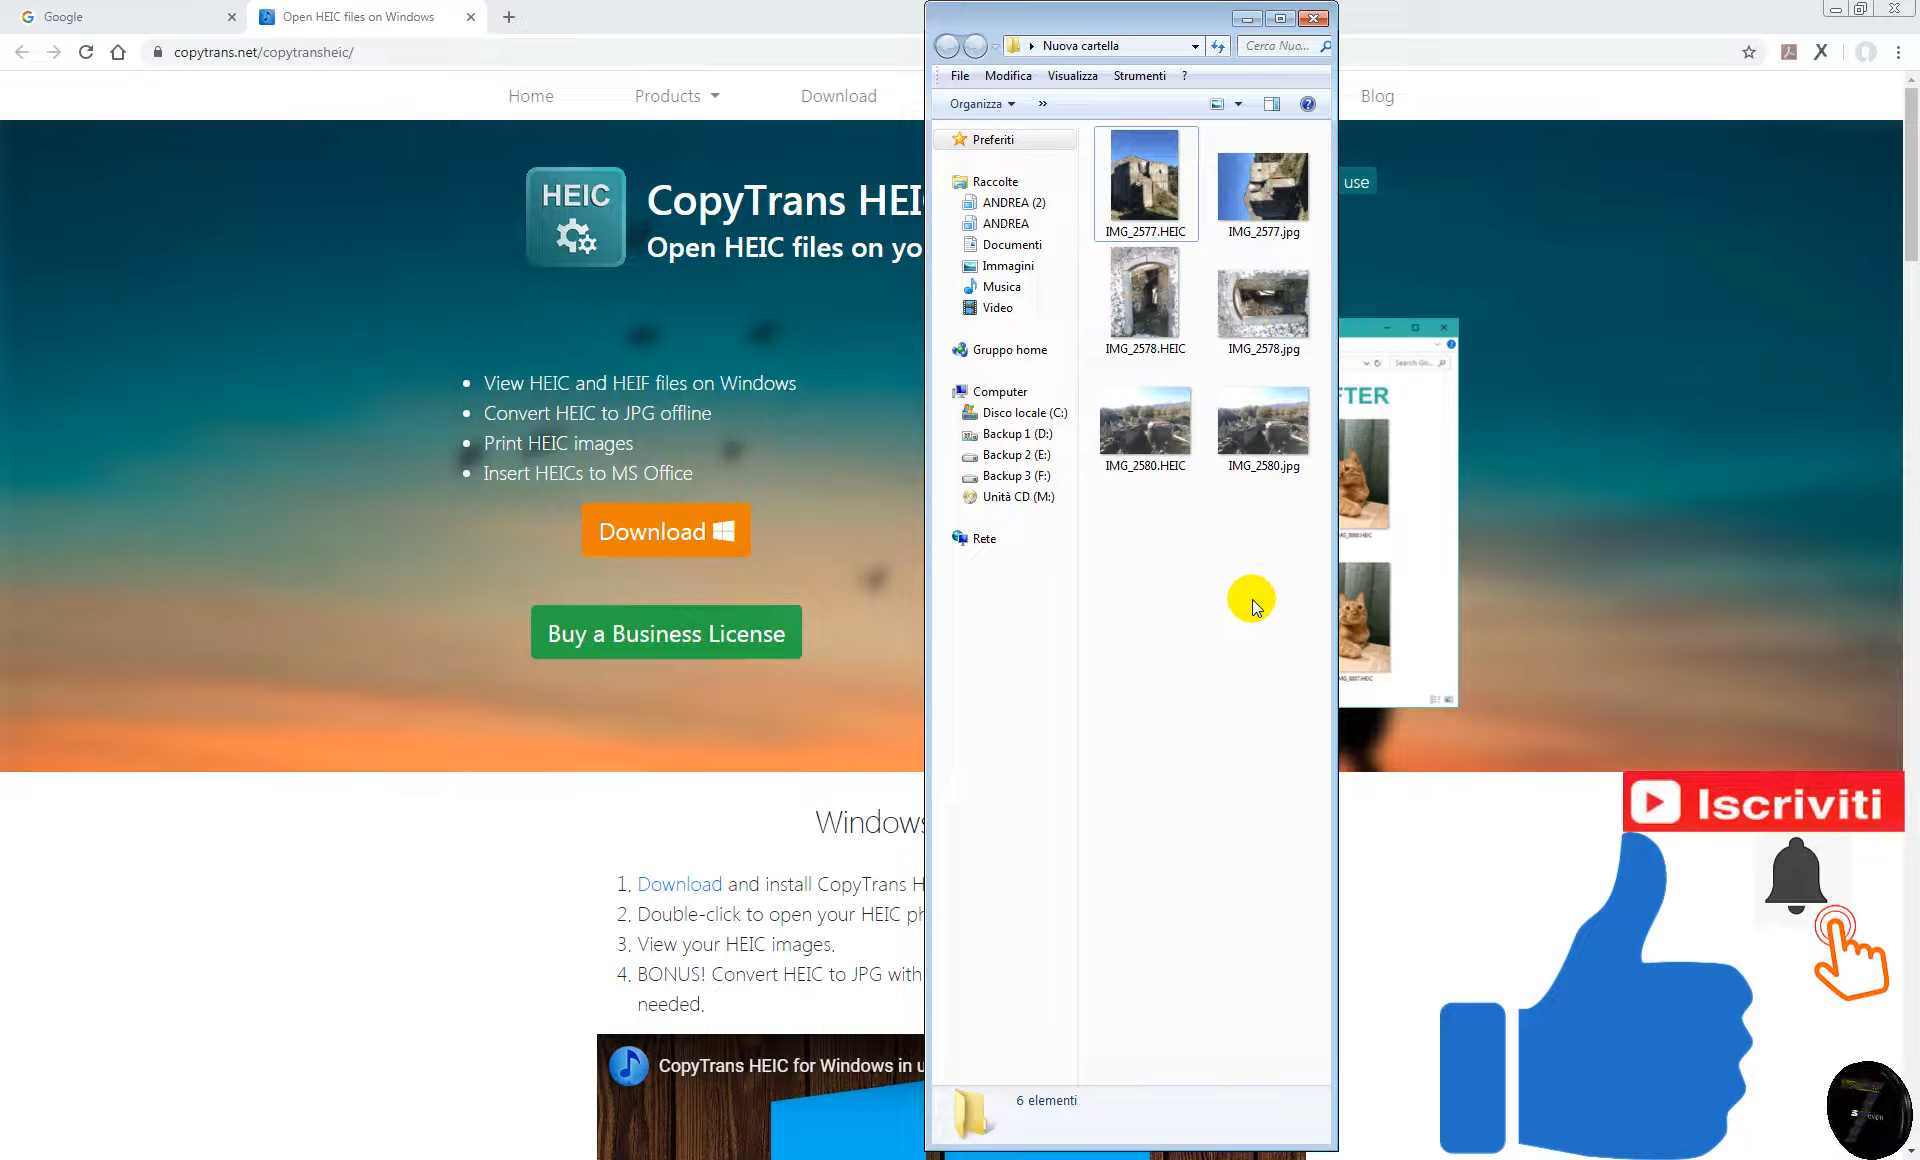 Google
Open HEIC files on Windows
copytrans.net/copytransheic/
Home
Products
Download
Blog
HEIC
CopyTrans HEI
Open HEIC files on yo
use
View HEIC and HEIF files on Windows
Convert HEIC to JPG offline
Print HEIC images
Insert HEICs to MS Office
Download
Buy a Business License
Windows
1. Download and install CopyTrans H
2. Double-click to open your HEIC ph
3. View your HEIC images.
4. BONUS! Convert HEIC to JPG with
needed.
CopyTrans HEIC for Windows in u
Nuova cartella
Cerca Nuo...
File
Modifica
Visualizza
Strumenti
?
Organizza
»
Preferiti
Raccolte
ANDREA (2)
ANDREA
Documenti
Immagini
Musica
Video
Gruppo home
Computer
Disco locale (C:)
Backup 1 (D:)
Backup 2 (E:)
Backup 3 (F:)
Unità CD (M:)
Rete
IMG_2577.HEIC
IMG_2577.jpg
IMG_2578.HEIC
IMG_2578.jpg
IMG_2580.HEIC
IMG_2580.jpg
6 elementi
Search Go...
FTER
Iscriviti